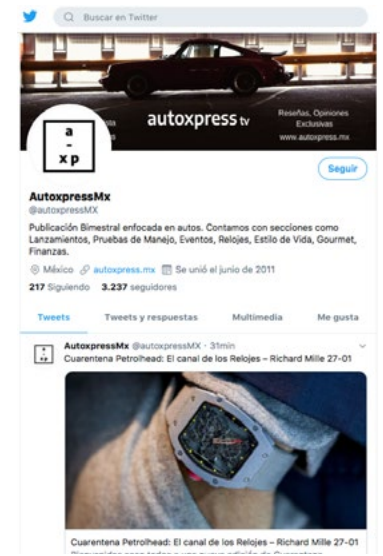 Buscar en Twitter
autoxpress tv
Reseñas, Opiniones
Exclusivas
www.autoxpress.mx
a
-
x p
Seguir
AutoxpressMx
@autoxpressMX
Publicación Bimestral enfocada en autos. Contamos con secciones como
Lanzamientos, Pruebas de Manejo, Eventos, Relojes, Estilo de Vida, Gourmet,
Finanzas.
México autoxpress.mx Se unió el junio de 2011
217 Siguiendo 3.237 seguidores
Tweets Tweets y respuestas Multimedia Me gusta
AutoxpressMx @autoxpressMX · 31min
Cuarentena Petrolhead: El canal de los Relojes – Richard Mille 27-01
Cuarentena Petrolhead: El canal de los Relojes – Richard Mille 27-01